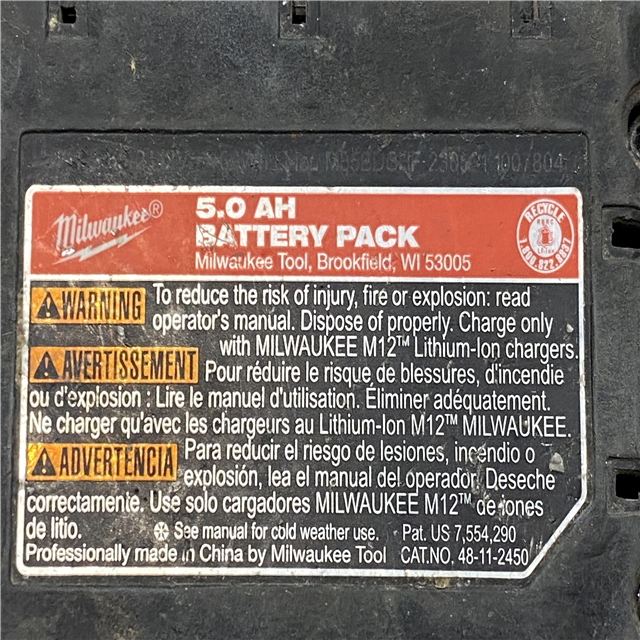 Milwaukee®
5.0 AH
BATTERY PACK
Milwaukee Tool, Brookfield, WI 53005
RECYCLE
1.800.822.8837
WARNING To reduce the risk of injury, fire or explosion: read
operator's manual. Dispose of properly. Charge only
with MILWAUKEE M12™ Lithium-Ion chargers.
AVERTISSEMENT Pour réduire le risque de blessures, d'incendie
ou d'explosion : Lire le manuel d'utilisation. Éliminer adéquatement.
Ne charger qu'avec les chargeurs au Lithium-Ion M12™ MILWAUKEE.
ADVERTENCIA Para reducir el riesgo de lesiones, incendio o
explosión, lea el manual del operador. Deseche
correctamente. Use solo cargadores MILWAUKEE M12™ de iones
de litio. See manual for cold weather use. Pat. US 7,554,290
Professionally made in China by Milwaukee Tool CAT.NO. 48-11-2450